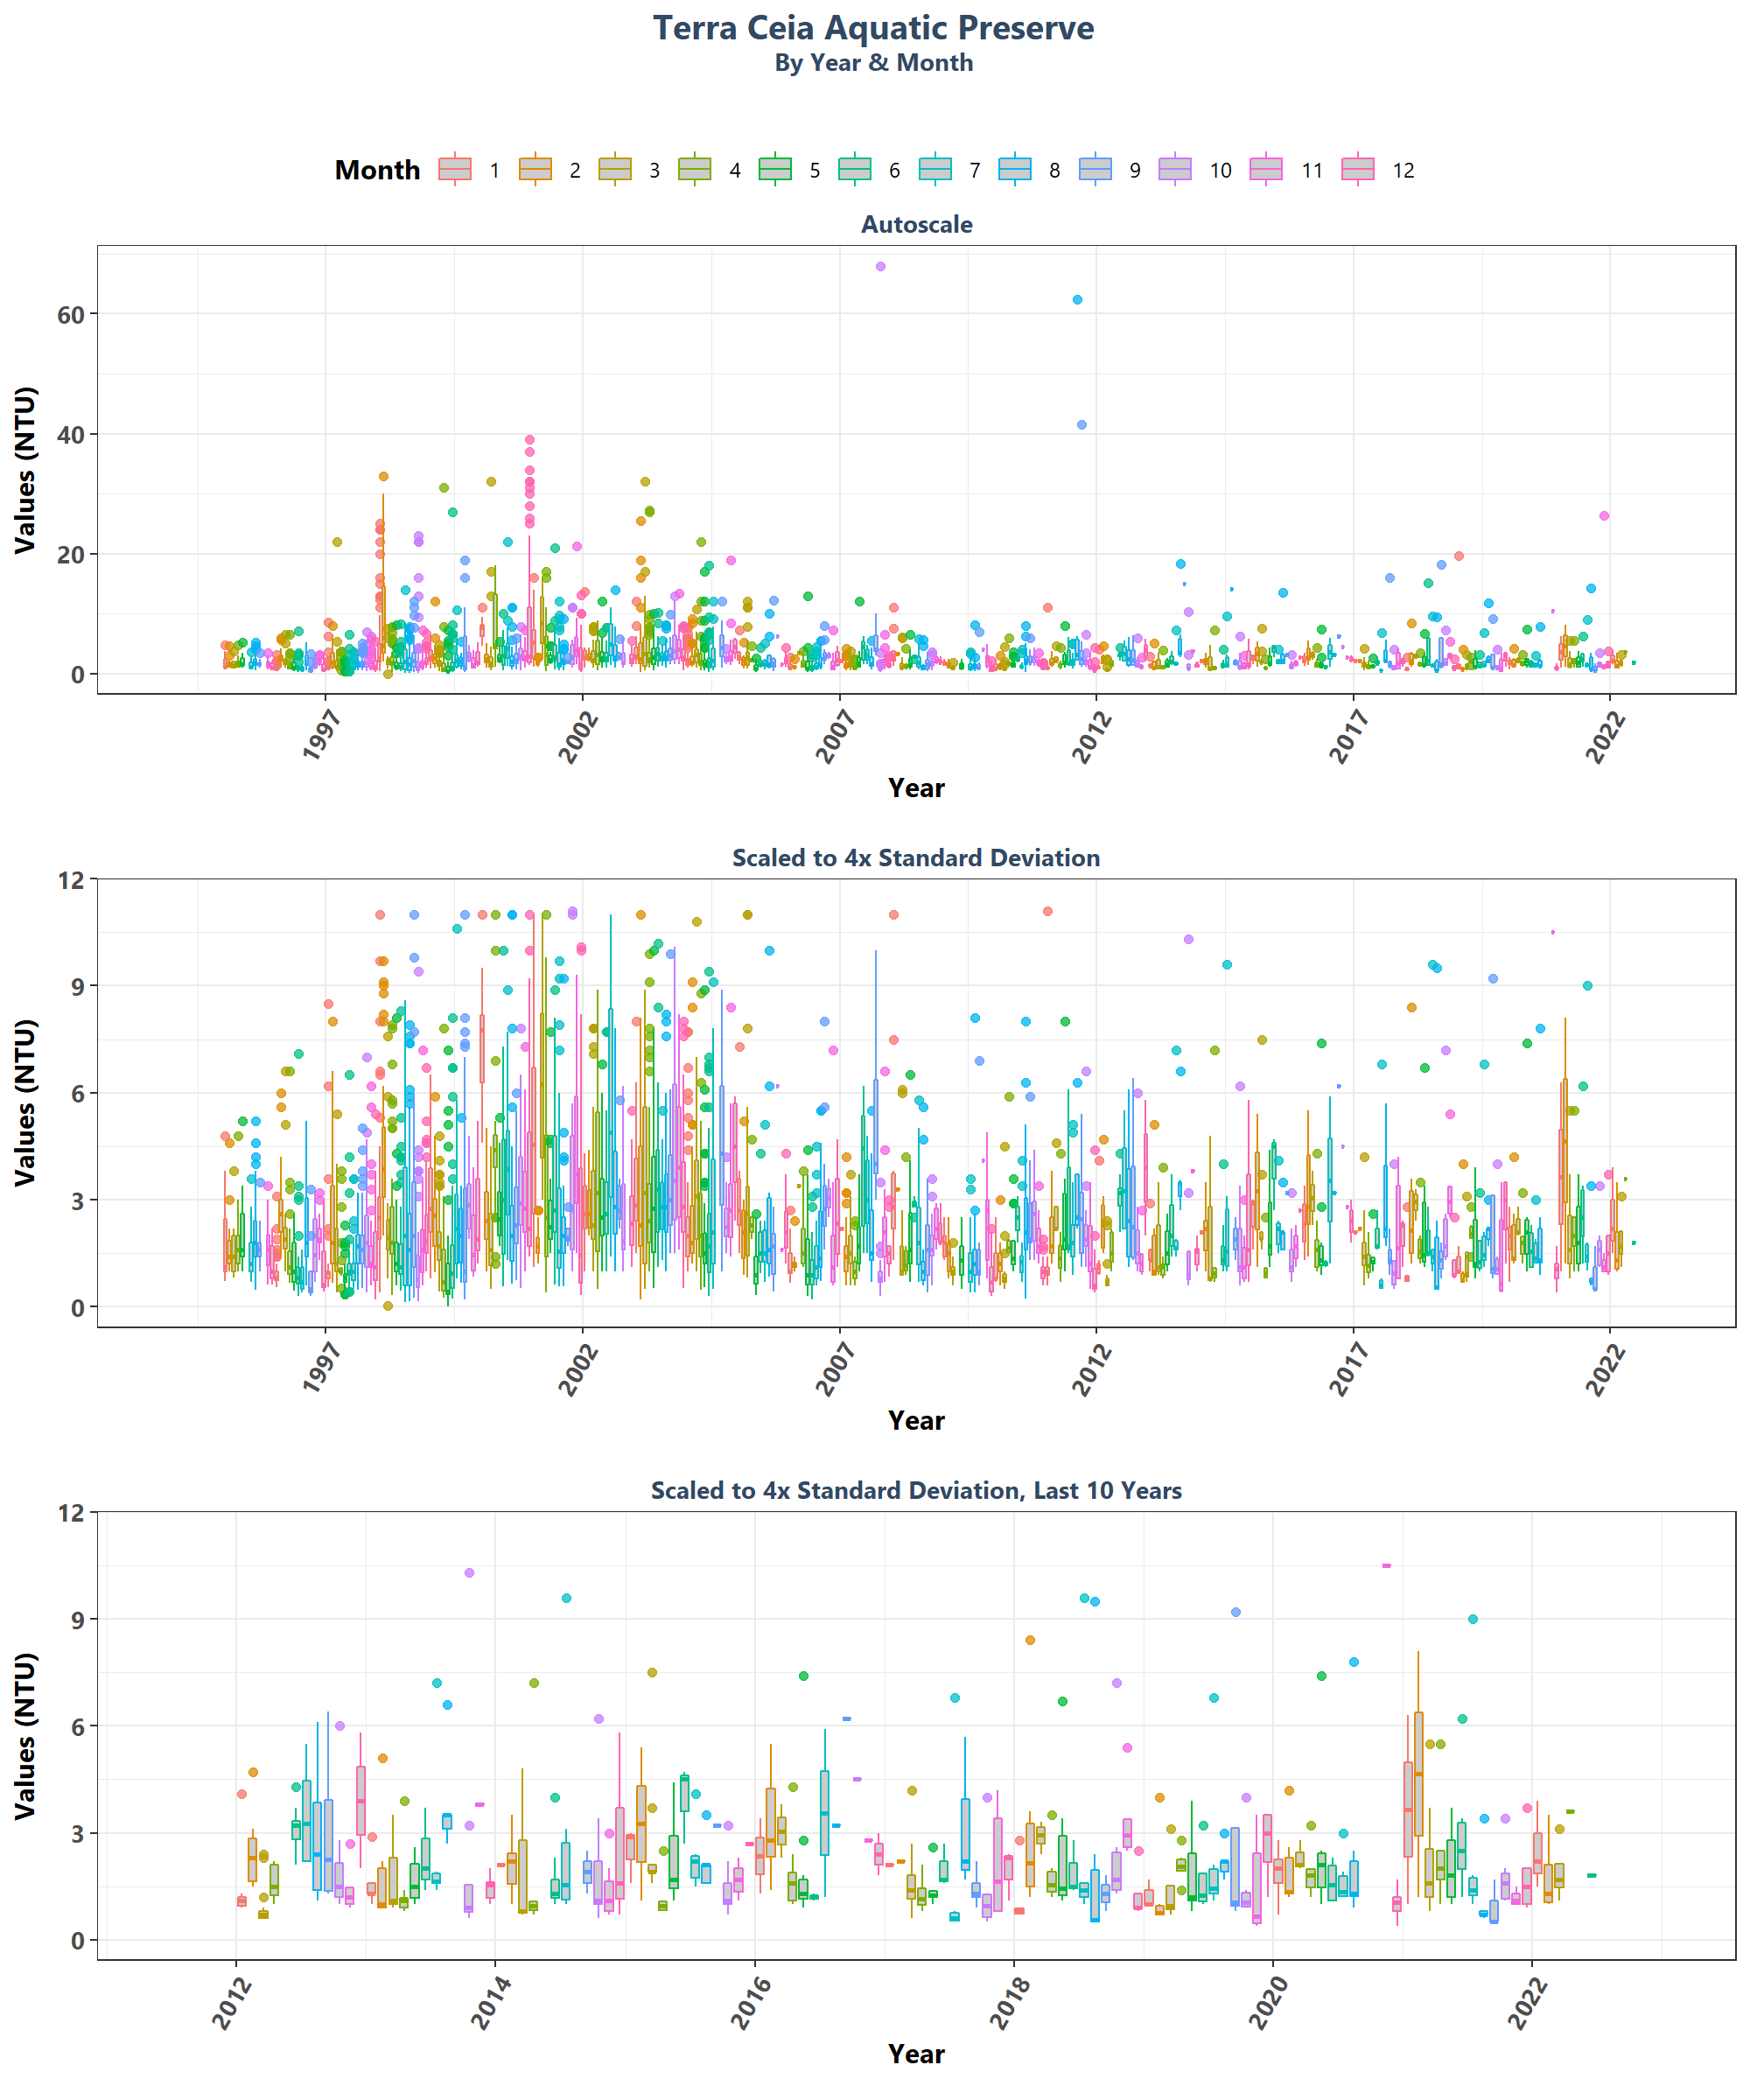 Terra Ceia Aquatic Preserve
By Year & Month
Month 1 2 3 4 5 6 7 8 9 10 11 12
Autoscale
Values (NTU)
60
40
20
0
1997 2002 2007 2012 2017 2022
Year
Scaled to 4x Standard Deviation
Values (NTU)
12
9
6
3
0
1997 2002 2007 2012 2017 2022
Year
Scaled to 4x Standard Deviation, Last 10 Years
Values (NTU)
12
9
6
3
0
2012 2014 2016 2018 2020 2022
Year